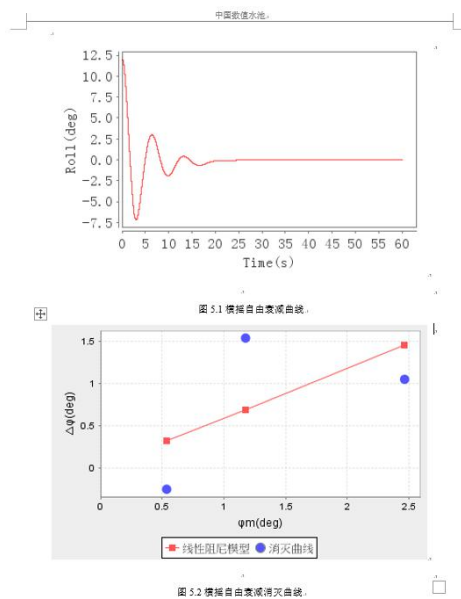 中国数值水池
12.5
10.0
7.5
5.0
2.5
0.0
-2.5
-5.0
-7.5
Roll(deg)
0 5 10 15 20 25 30 35 40 45 50 55 60
Time(s)
图 5.1 横摇自由衰减曲线
1.5
1
0.5
0
Δφ(deg)
0 0.5 1 1.5 2 2.5
φm(deg)
线性阻尼模型 消灭曲线
图 5.2 横摇自由衰减消灭曲线